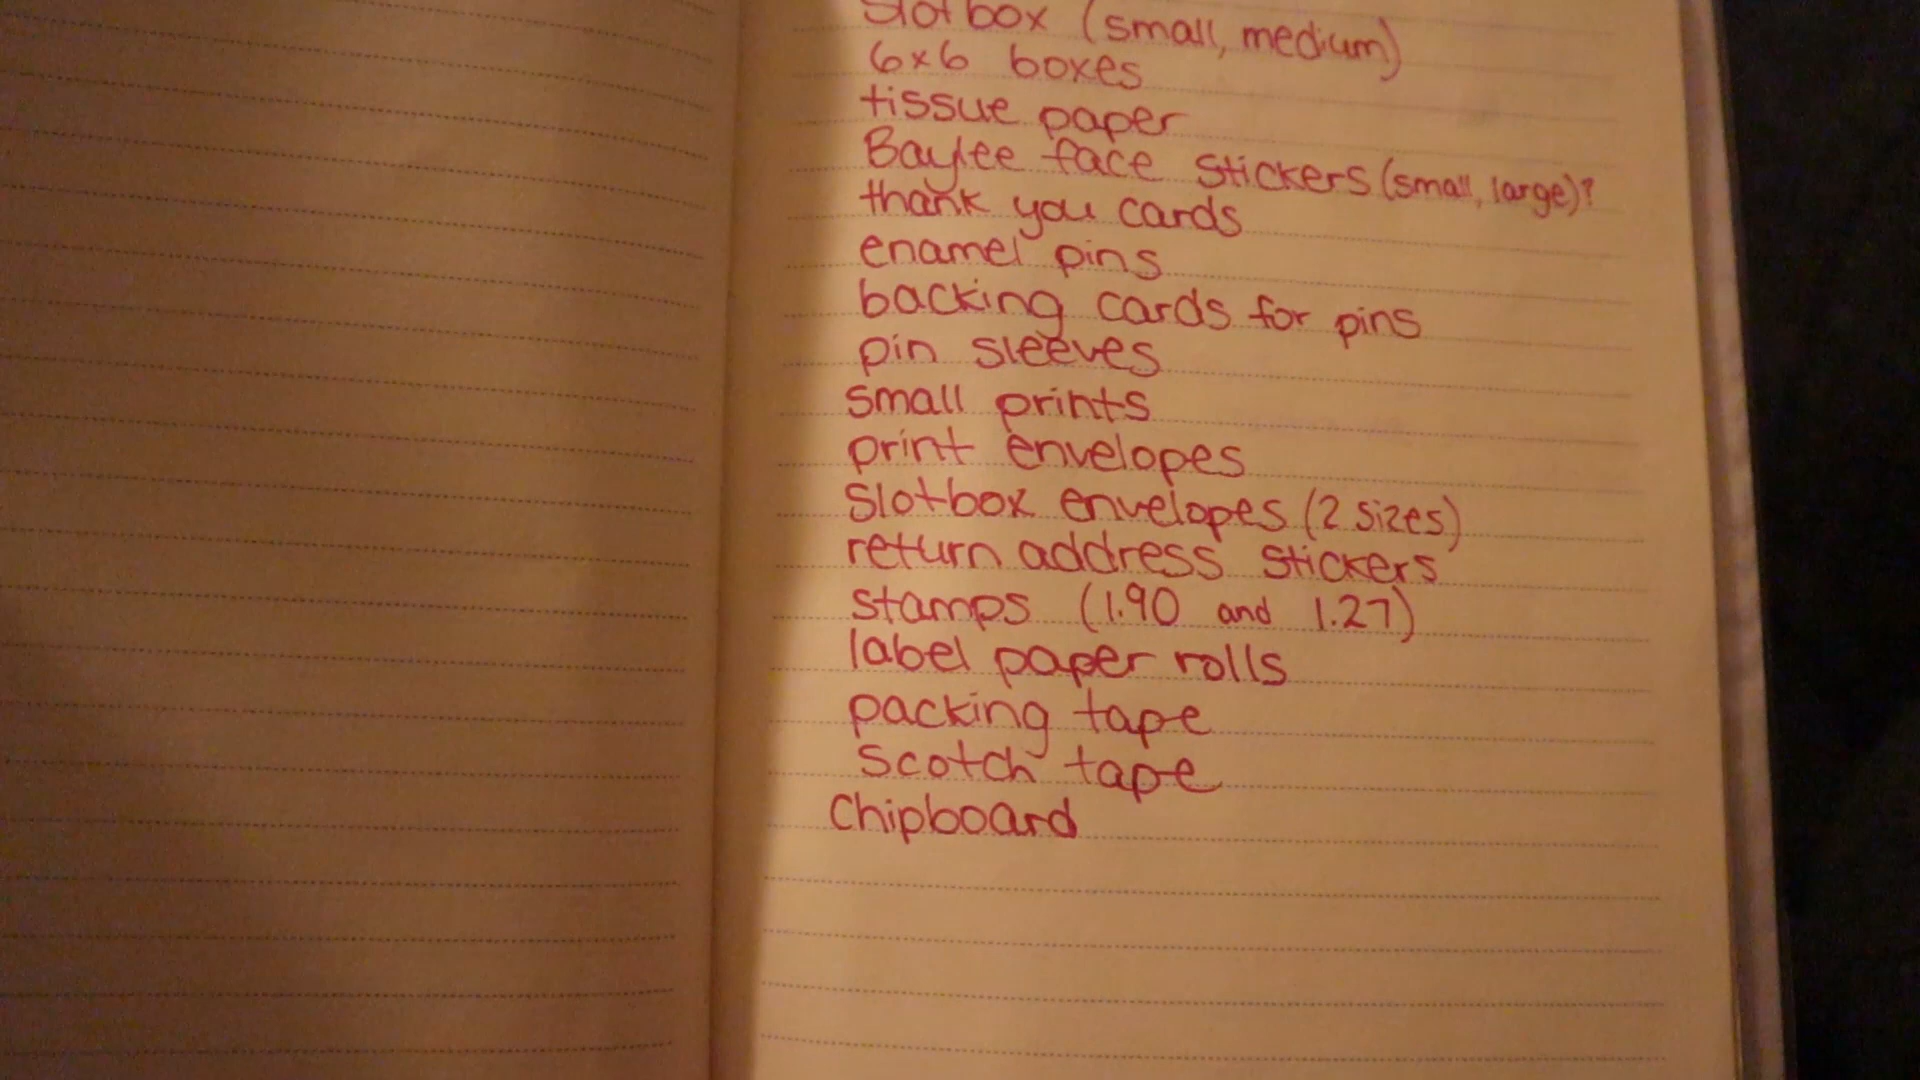 Slotbox (small, medium)
6x6 boxes
tissue paper
Baylee face stickers (small, large)?
thank you cards
enamel pins
backing cards for pins
pin sleeves
small prints
print envelopes
Slotbox envelopes (2 sizes)
return address stickers
stamps (1.90 and 1.27)
label paper rolls
packing tape
scotch tape
Chipboard